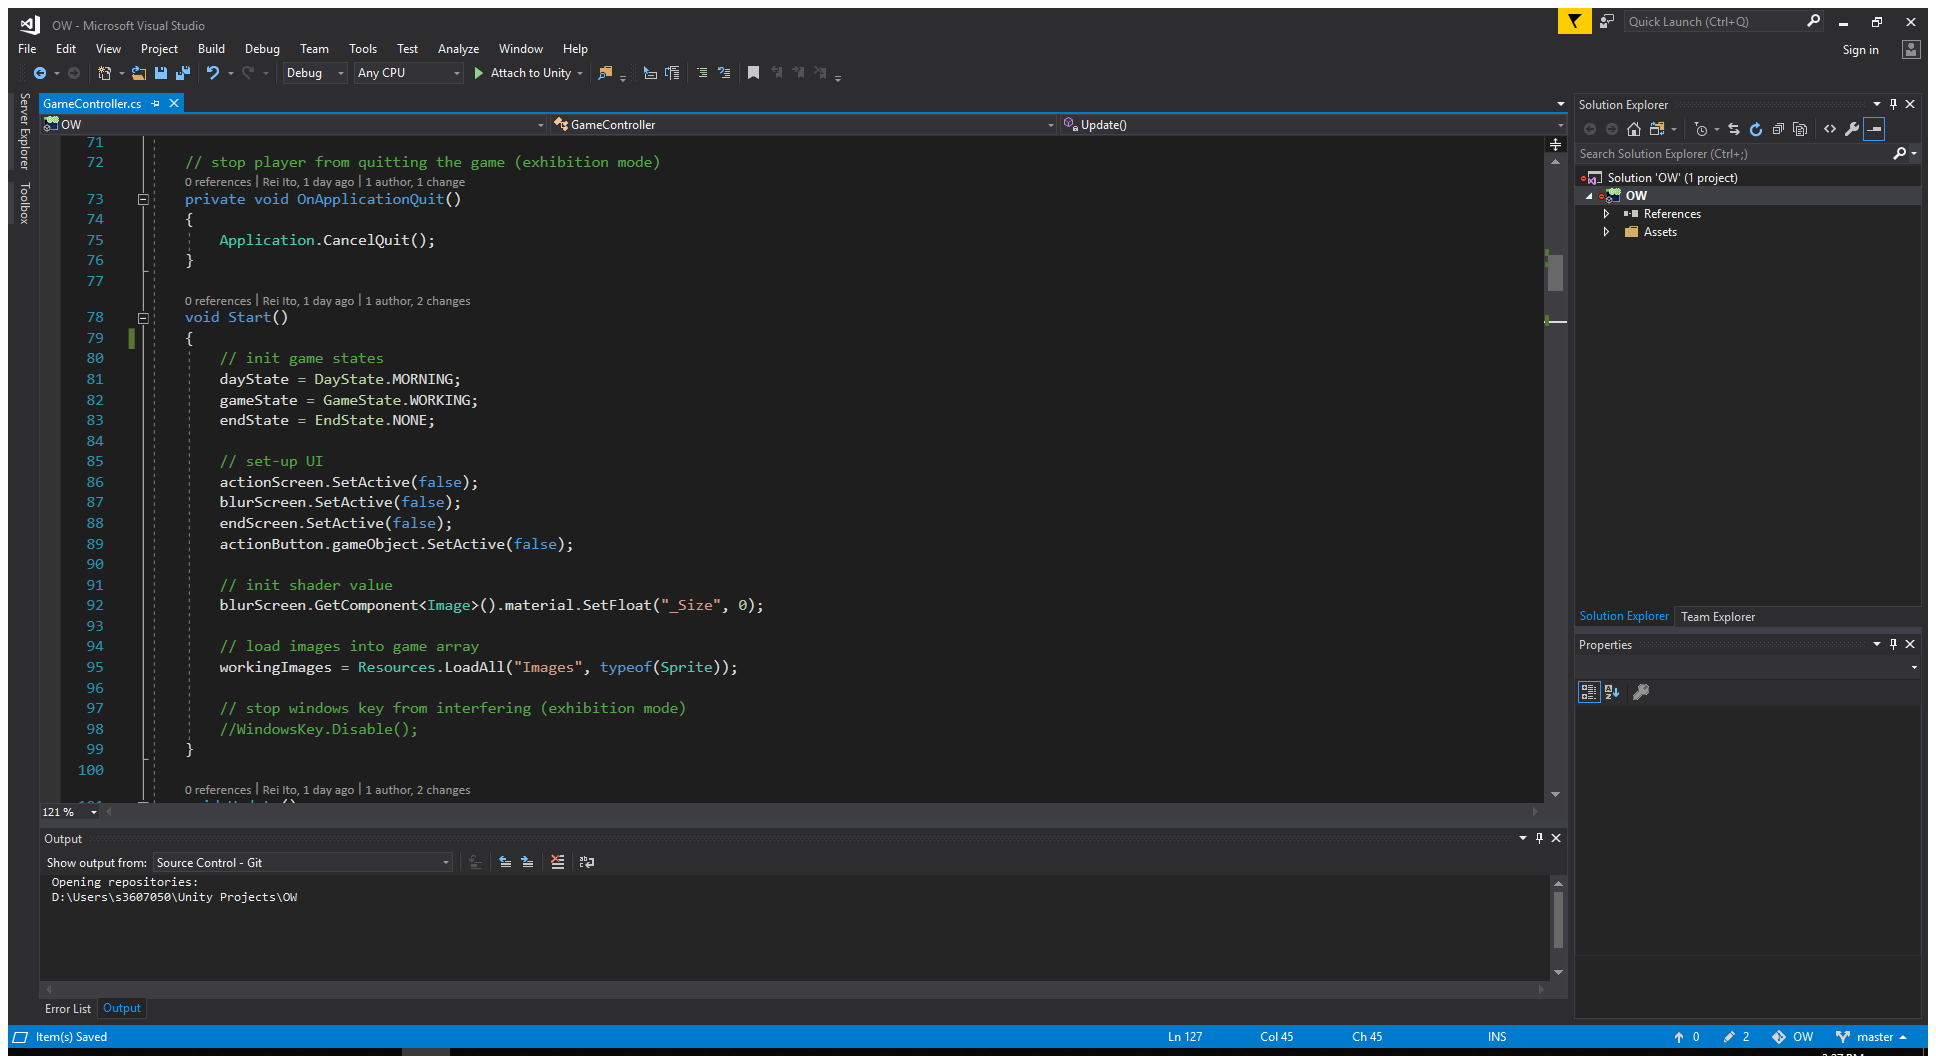 OW - Microsoft Visual Studio
Quick Launch (Ctrl+Q)
File Edit View Project Build Debug Team Tools Test Analyze Window Help
Sign in
Debug Any CPU Attach to Unity
Server Explorer
Toolbox
GameController.cs
OW GameController Update()
71
72 // stop player from quitting the game (exhibition mode)
0 references | Rei Ito, 1 day ago | 1 author, 1 change
73 private void OnApplicationQuit()
74 {
75 Application.CancelQuit();
76 }
77
0 references | Rei Ito, 1 day ago | 1 author, 2 changes
78 void Start()
79 {
80 // init game states
81 dayState = DayState.MORNING;
82 gameState = GameState.WORKING;
83 endState = EndState.NONE;
84
85 // set-up UI
86 actionScreen.SetActive(false);
87 blurScreen.SetActive(false);
88 endScreen.SetActive(false);
89 actionButton.gameObject.SetActive(false);
90
91 // init shader value
92 blurScreen.GetComponent<Image>().material.SetFloat("_Size", 0);
93
94 // load images into game array
95 workingImages = Resources.LoadAll("Images", typeof(Sprite));
96
97 // stop windows key from interfering (exhibition mode)
98 //WindowsKey.Disable();
99 }
100
0 references | Rei Ito, 1 day ago | 1 author, 2 changes
121 %
Output
Show output from: Source Control - Git
Opening repositories:
D:\Users\s3607050\Unity Projects\OW
Error List Output
Solution Explorer
Search Solution Explorer (Ctrl+;)
Solution 'OW' (1 project)
OW
References
Assets
Solution Explorer Team Explorer
Properties
Item(s) Saved Ln 127 Col 45 Ch 45 INS 0 2 OW master